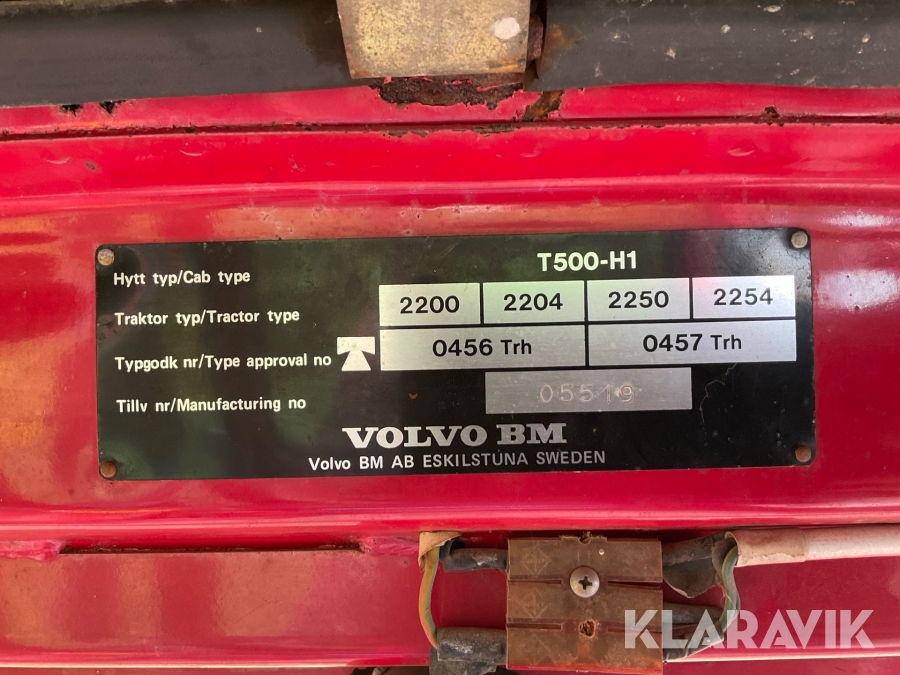 Hytt typ/Cab type T500-H1
Traktor typ/Tractor type 2200 2204 2250 2254
Typgodk nr/Type approval no 0456 Trh 0457 Trh
Tillv nr/Manufacturing no 05519
VOLVO BM
Volvo BM AB ESKILSTUNA SWEDEN
KLARAVIK